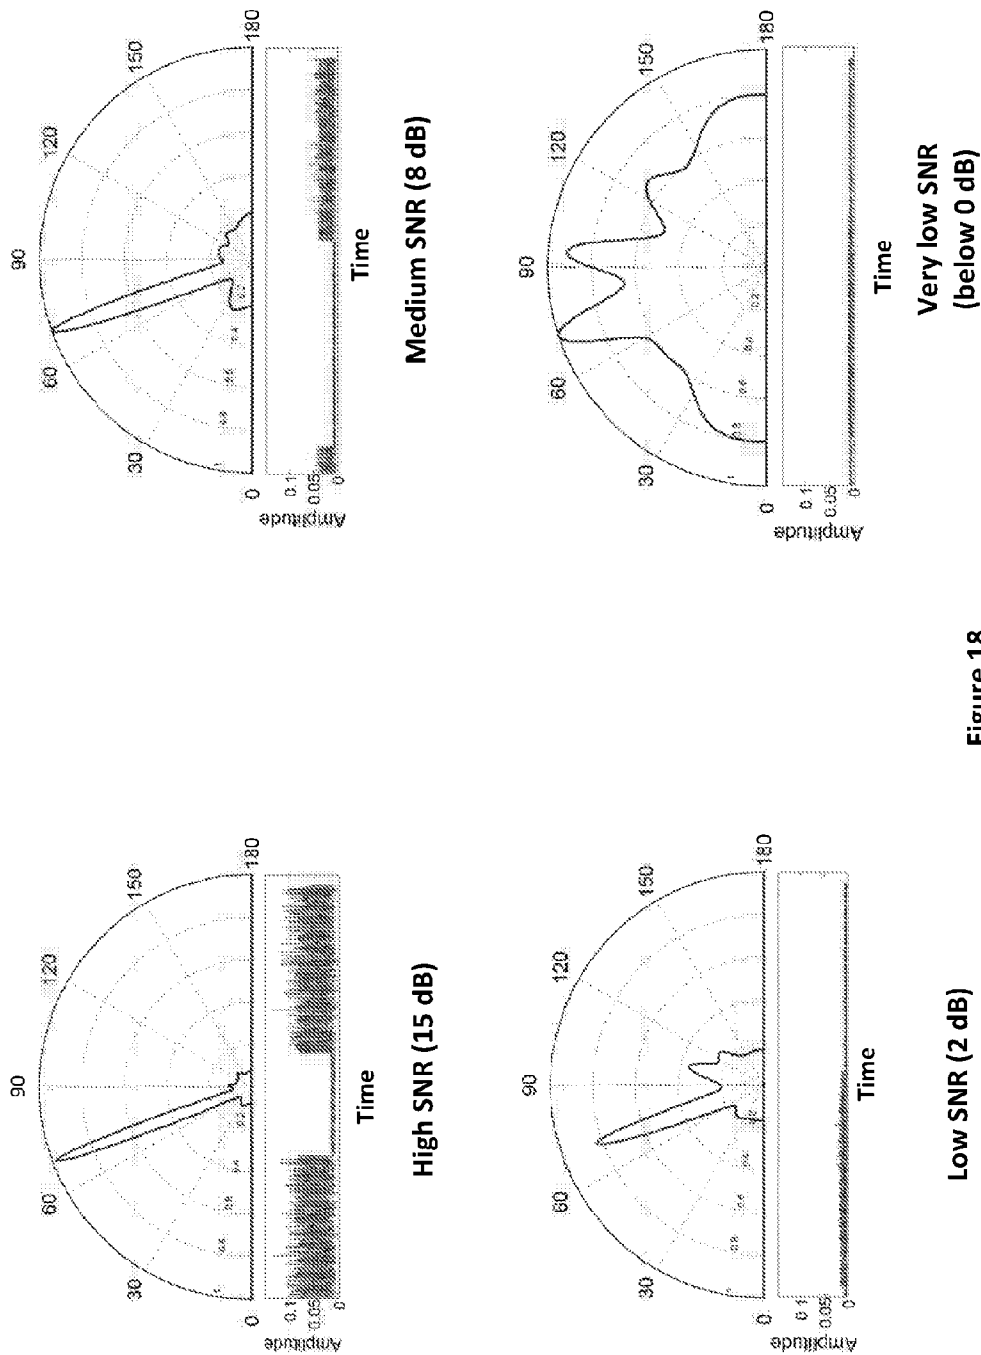 90
120
60
150
30
0
180
Amplitude
0.1
0.05
0
Time
High SNR (15 dB)
90
120
60
150
30
0
180
Amplitude
0.1
0.05
0
Time
Medium SNR (8 dB)
90
120
60
150
30
0
180
Amplitude
0.1
0.05
0
Time
Low SNR (2 dB)
90
120
60
150
30
0
180
Amplitude
0.1
0.05
0
Time
Very low SNR
(below 0 dB)
Figure 18